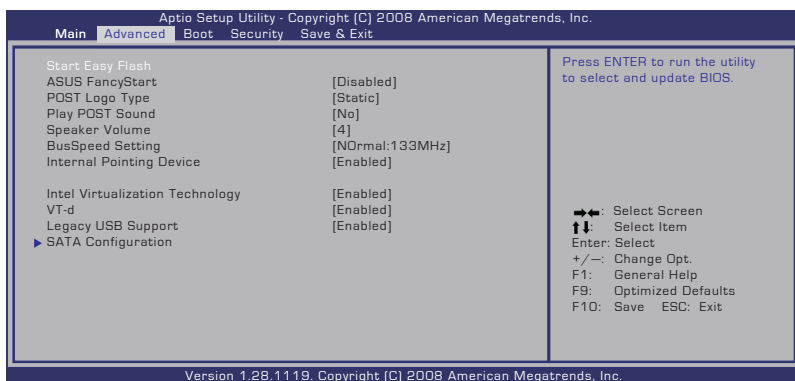 Aptio Setup Utility - Copyright (C) 2008 American Megatrends, Inc.
Main Advanced Boot Security Save & Exit
Start Easy Flash
ASUS FancyStart [Disabled]
POST Logo Type [Static]
Play POST Sound [No]
Speaker Volume [4]
BusSpeed Setting [NOrmal:133MHz]
Internal Pointing Device [Enabled]
Intel Virtualization Technology [Enabled]
VT-d [Enabled]
Legacy USB Support [Enabled]
SATA Configuration
Press ENTER to run the utility
to select and update BIOS.
→←: Select Screen
↑↓: Select Item
Enter: Select
+/—: Change Opt.
F1: General Help
F9: Optimized Defaults
F10: Save ESC: Exit
Version 1.28.1119. Copyright (C) 2008 American Megatrends, Inc.